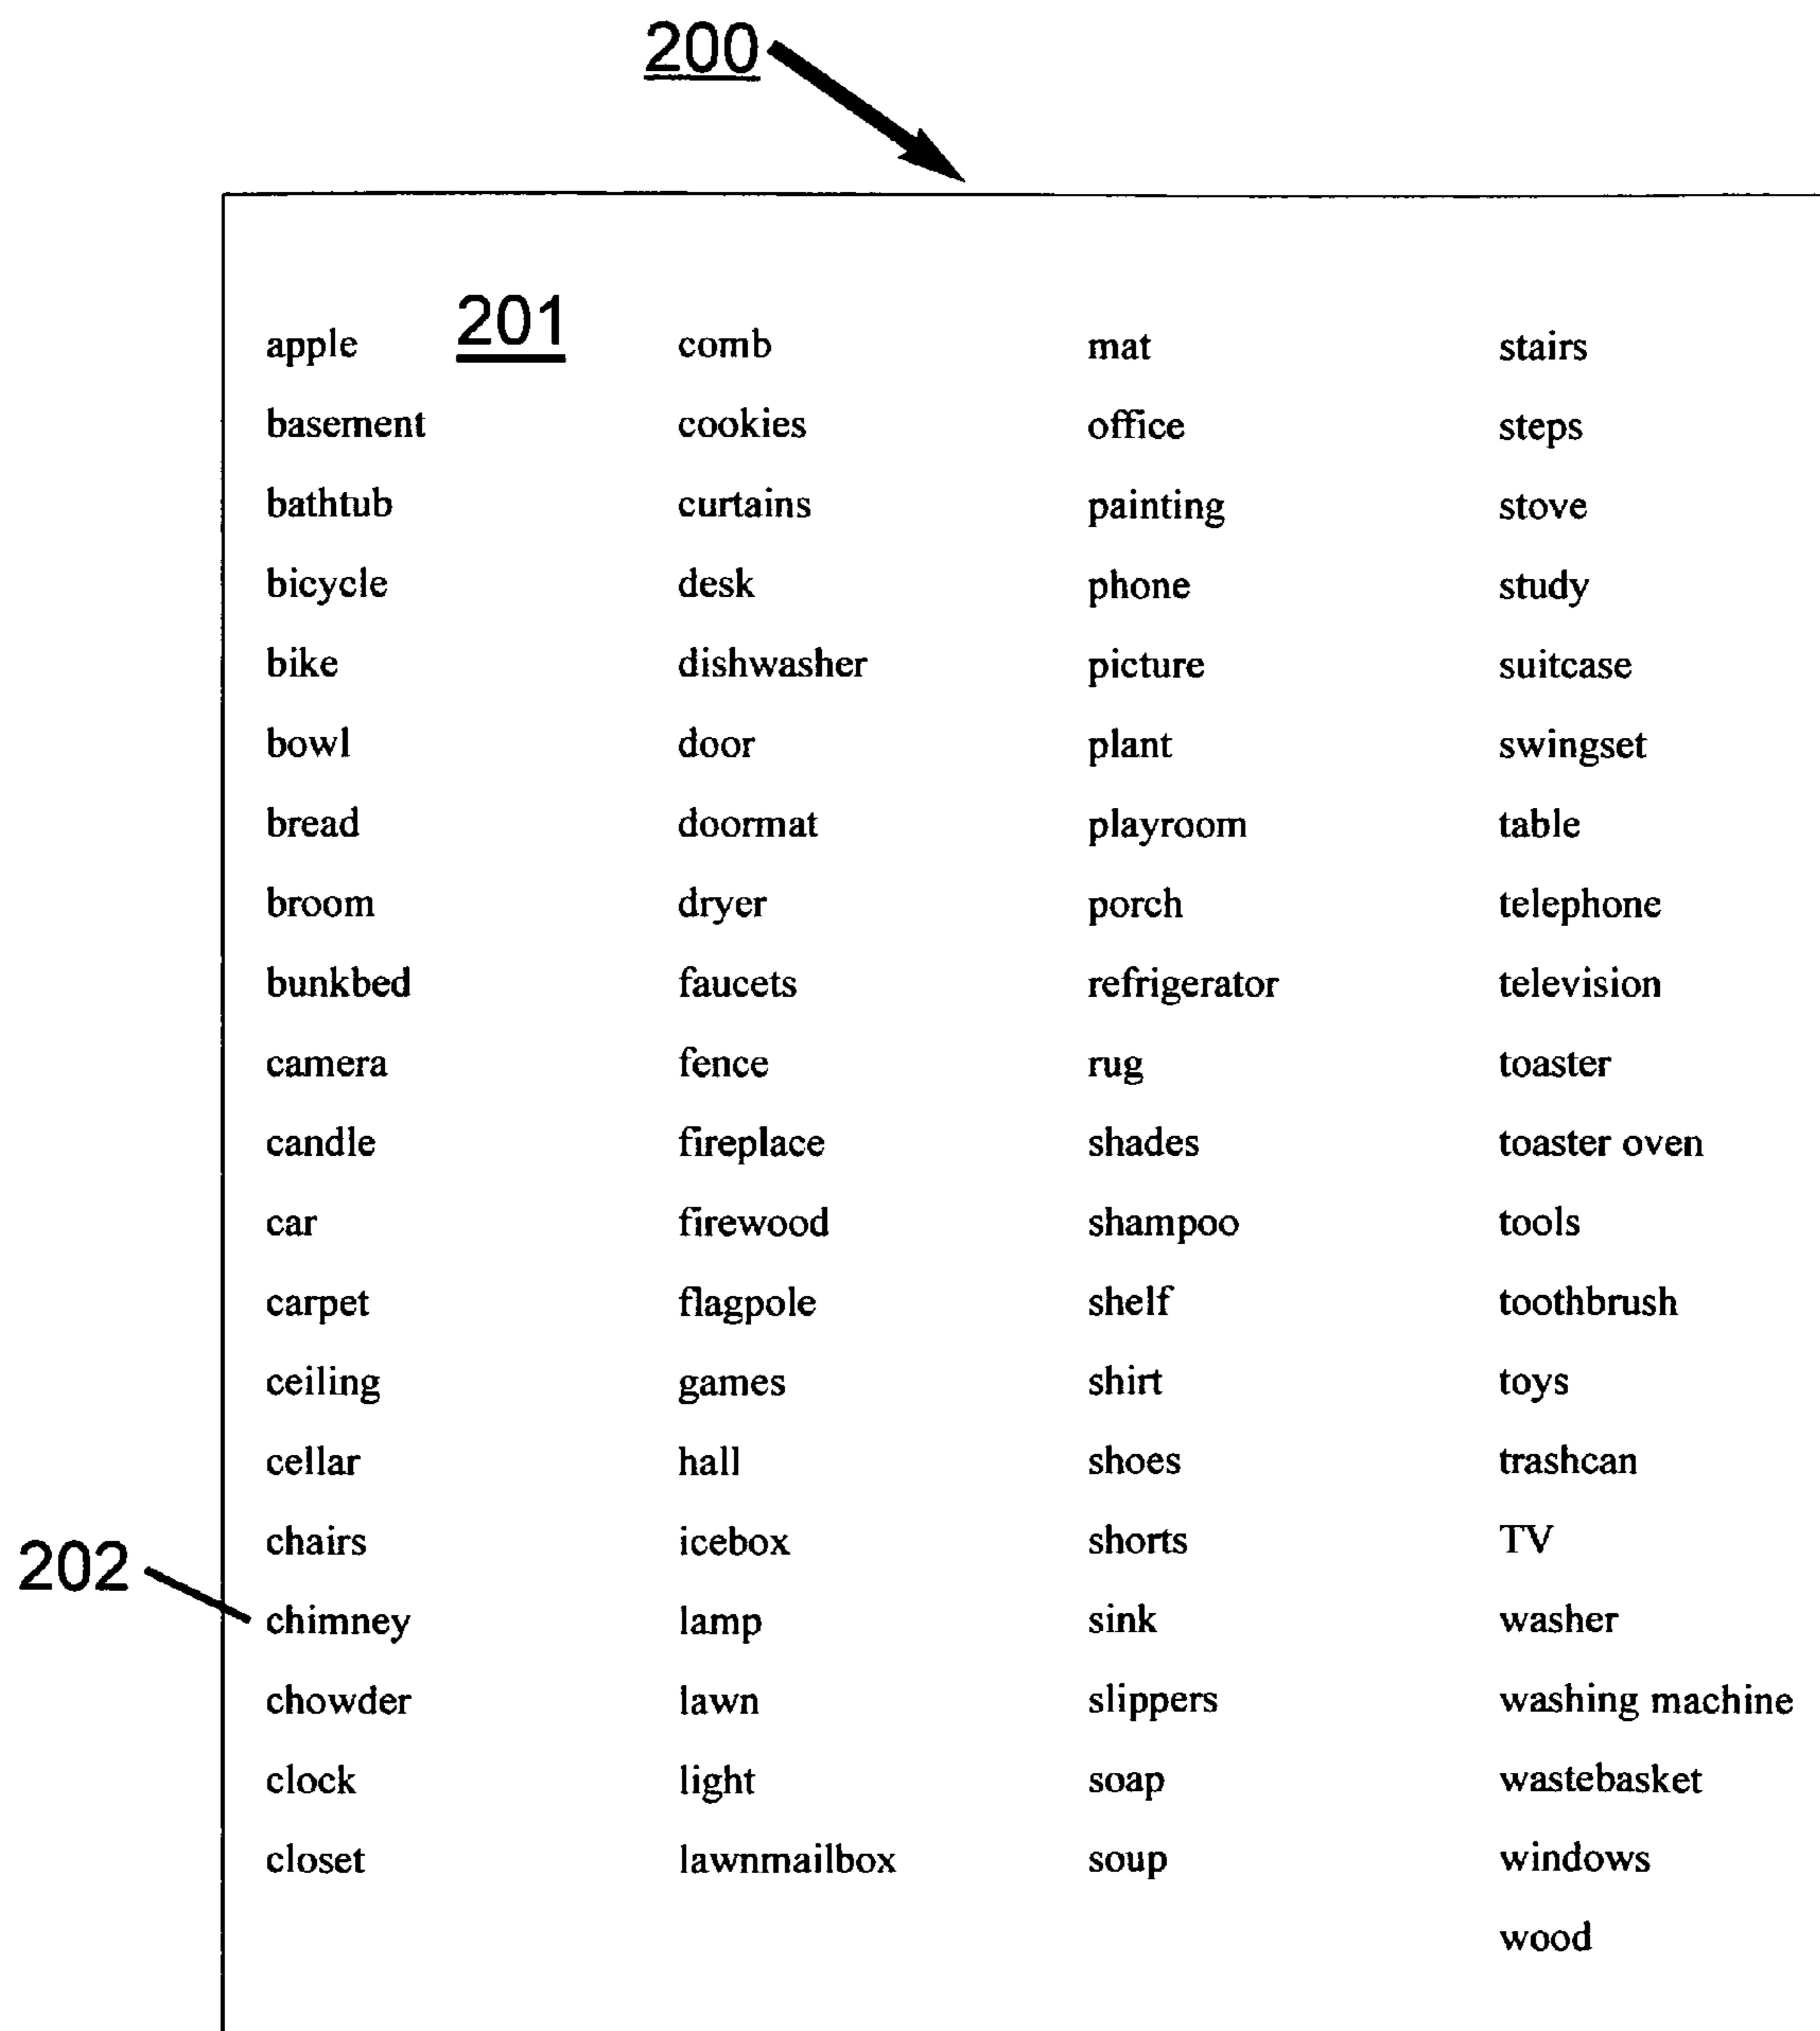 200
201
apple comb mat stairs
basement cookies office steps
bathtub curtains painting stove
bicycle desk phone study
bike dishwasher picture suitcase
bowl door plant swingset
bread doormat playroom table
broom dryer porch telephone
bunkbed faucets refrigerator television
camera fence rug toaster
candle fireplace shades toaster oven
car firewood shampoo tools
carpet flagpole shelf toothbrush
ceiling games shirt toys
cellar hall shoes trashcan
chairs icebox shorts TV
202
chimney lamp sink washer
chowder lawn slippers washing machine
clock light soap wastebasket
closet lawnmailbox soup windows
wood